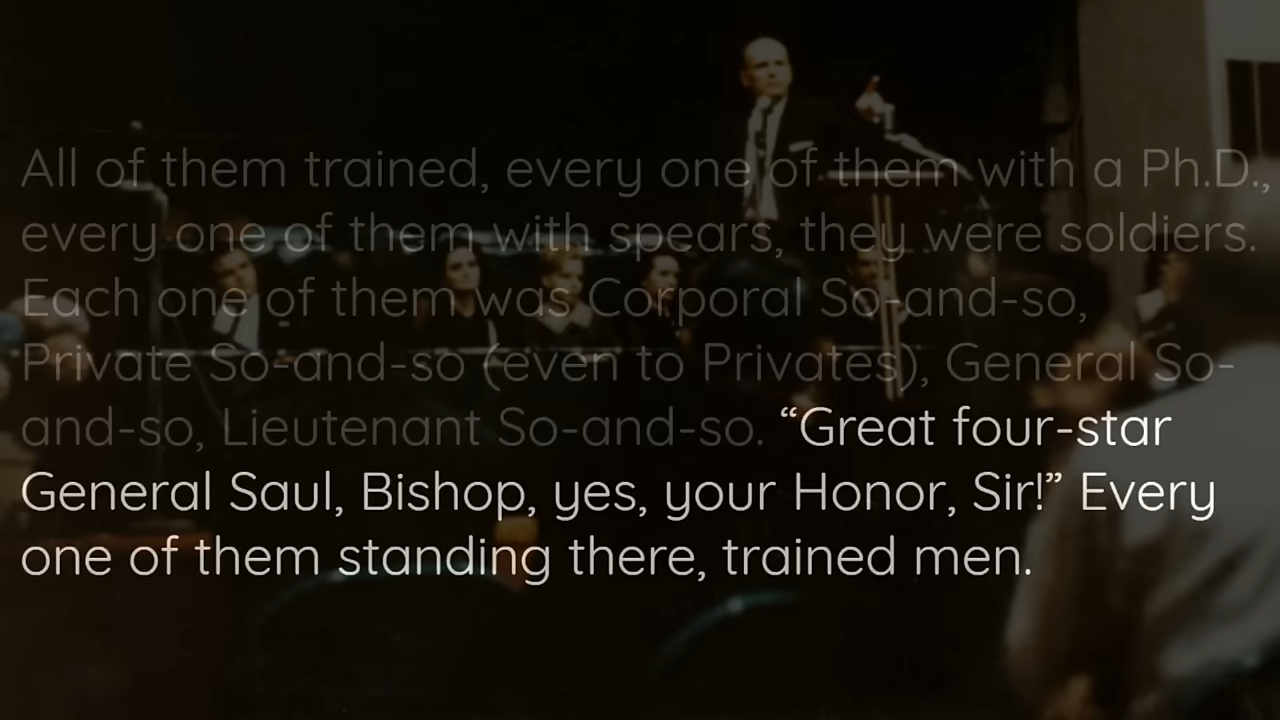 All of them trained, every one of them with a Ph.D.,
every one of them with spears, they were soldiers.
Each one of them was Corporal So-and-so,
Private So-and-so (even to Privates), General So-
and-so, Lieutenant So-and-so. “Great four-star
General Saul, Bishop, yes, your Honor, Sir!” Every
one of them standing there, trained men.